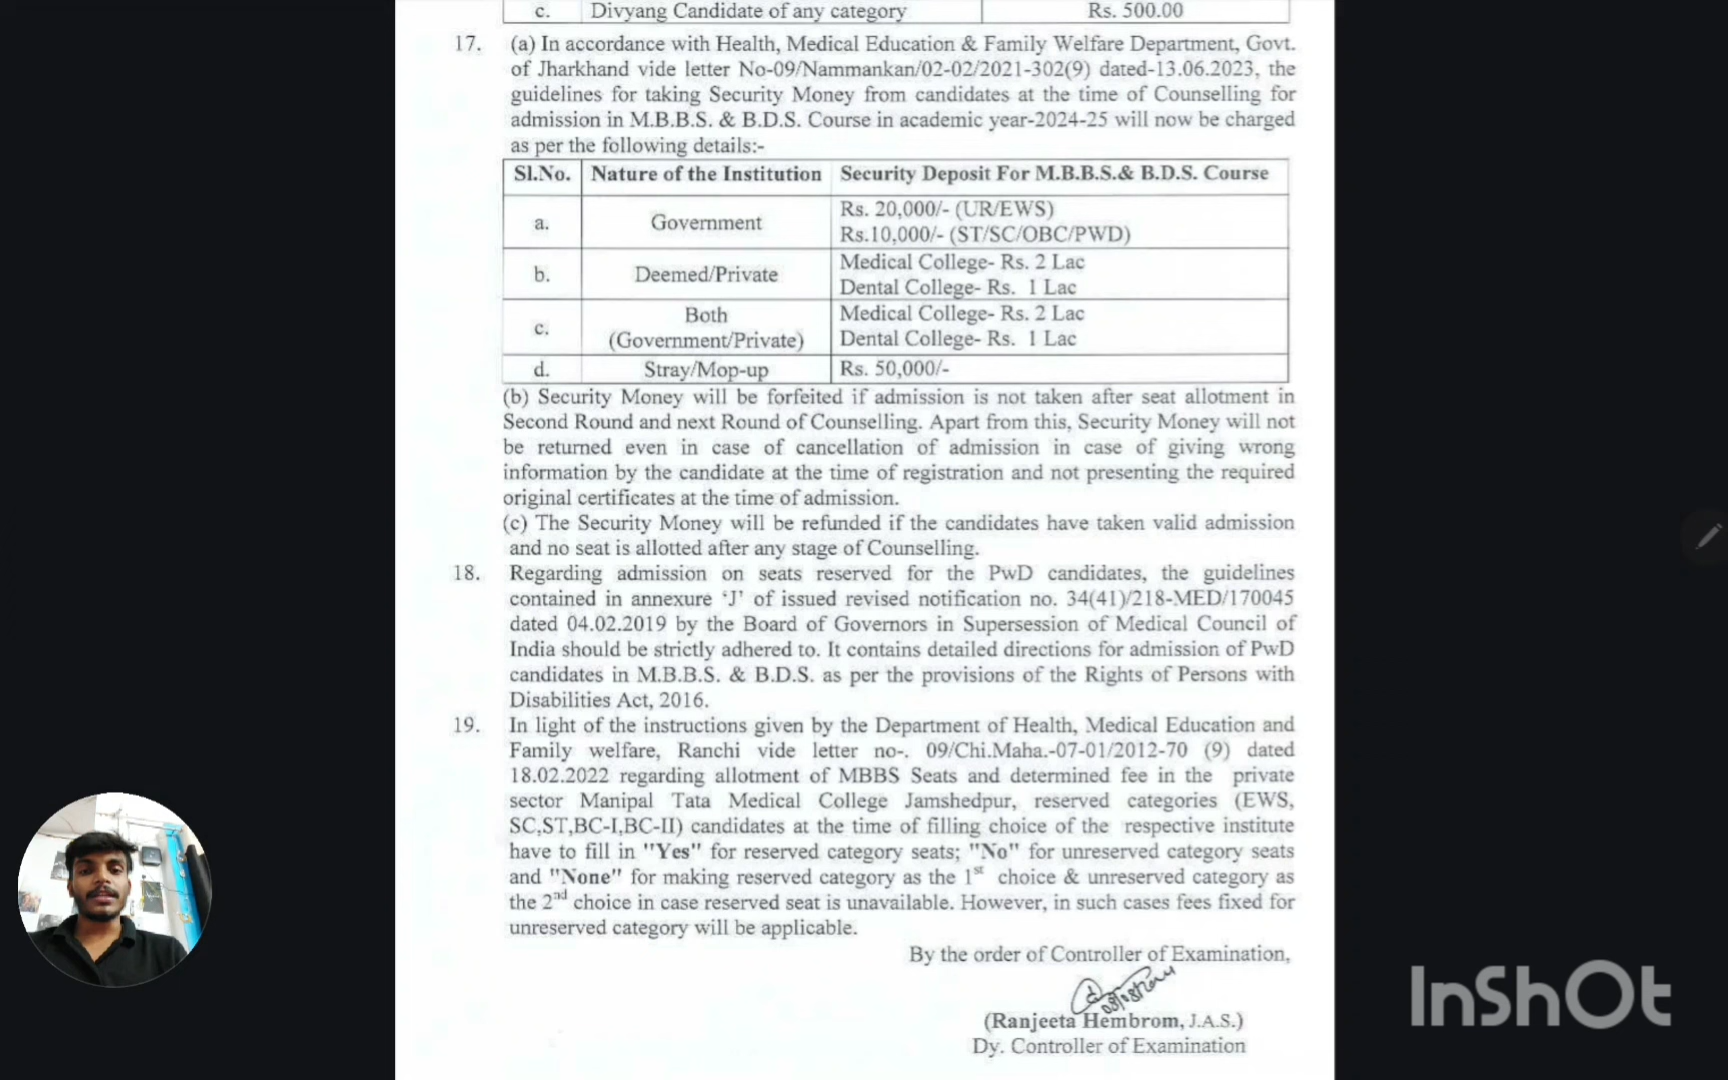 c. Divyang Candidate of any category Rs. 500.00
17. (a) In accordance with Health, Medical Education & Family Welfare Department, Govt.
of Jharkhand vide letter No-09/Nammankan/02-02/2021-302(9) dated-13.06.2023, the
guidelines for taking Security Money from candidates at the time of Counselling for
admission in M.B.B.S. & B.D.S. Course in academic year-2024-25 will now be charged
as per the following details:-
Sl.No. Nature of the Institution Security Deposit For M.B.B.S.& B.D.S. Course
a. Government Rs. 20,000/- (UR/EWS)
Rs.10,000/- (ST/SC/OBC/PWD)
b. Deemed/Private Medical College- Rs. 2 Lac
Dental College- Rs. 1 Lac
c. Both (Government/Private) Medical College- Rs. 2 Lac
Dental College- Rs. 1 Lac
d. Stray/Mop-up Rs. 50,000/-
(b) Security Money will be forfeited if admission is not taken after seat allotment in
Second Round and next Round of Counselling. Apart from this, Security Money will not
be returned even in case of cancellation of admission in case of giving wrong
information by the candidate at the time of registration and not presenting the required
original certificates at the time of admission.
(c) The Security Money will be refunded if the candidates have taken valid admission
and no seat is allotted after any stage of Counselling.
18. Regarding admission on seats reserved for the PwD candidates, the guidelines
contained in annexure 'J' of issued revised notification no. 34(41)/218-MED/170045
dated 04.02.2019 by the Board of Governors in Supersession of Medical Council of
India should be strictly adhered to. It contains detailed directions for admission of PwD
candidates in M.B.B.S. & B.D.S. as per the provisions of the Rights of Persons with
Disabilities Act, 2016.
19. In light of the instructions given by the Department of Health, Medical Education and
Family welfare, Ranchi vide letter no-. 09/Chi.Maha.-07-01/2012-70 (9) dated
18.02.2022 regarding allotment of MBBS Seats and determined fee in the private
sector Manipal Tata Medical College Jamshedpur, reserved categories (EWS,
SC,ST,BC-I,BC-II) candidates at the time of filling choice of the respective institute
have to fill in "Yes" for reserved category seats; "No" for unreserved category seats
and "None" for making reserved category as the 1st choice & unreserved category as
the 2nd choice in case reserved seat is unavailable. However, in such cases fees fixed for
unreserved category will be applicable.
By the order of Controller of Examination,
(Ranjeeta Hembrom, J.A.S.)
Dy. Controller of Examination
InShOt